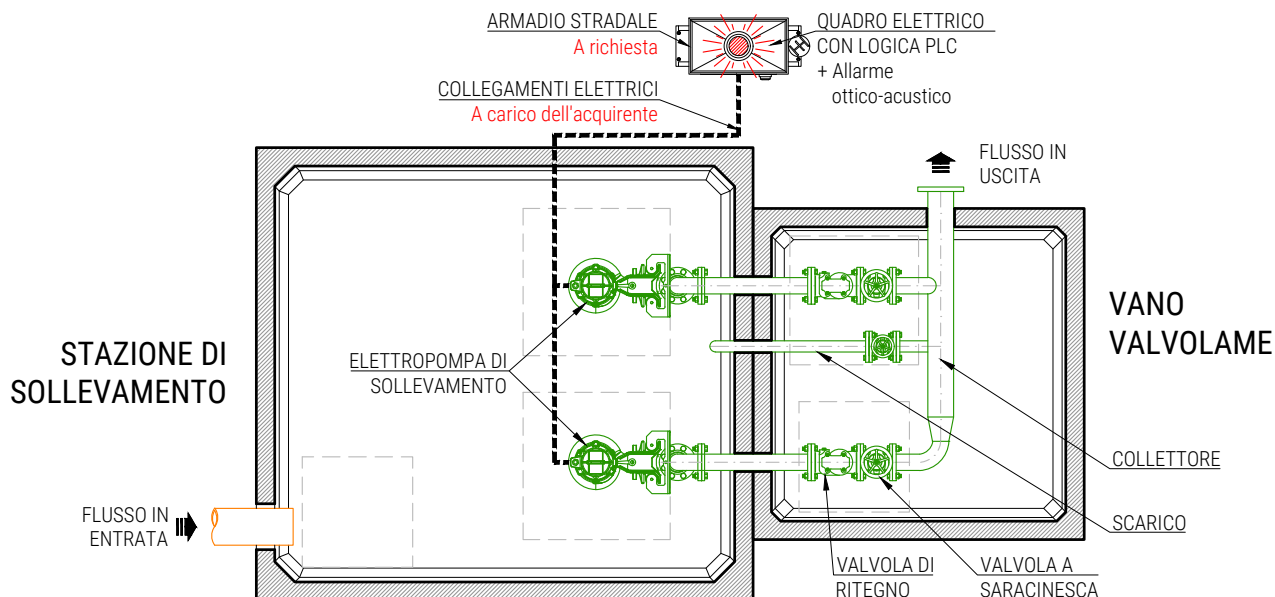 ARMADIO STRADALE
A richiesta
QUADRO ELETTRICO
CON LOGICA PLC
+ Allarme
ottico-acustico
COLLEGAMENTI ELETTRICI
A carico dell'acquirente
FLUSSO IN
USCITA
VANO
VALVOLAME
STAZIONE DI
SOLLEVAMENTO
ELETTROPOMPA DI
SOLLEVAMENTO
COLLETTORE
SCARICO
FLUSSO IN
ENTRATA
VALVOLA DI
RITEGNO
VALVOLA A
SARACINESCA